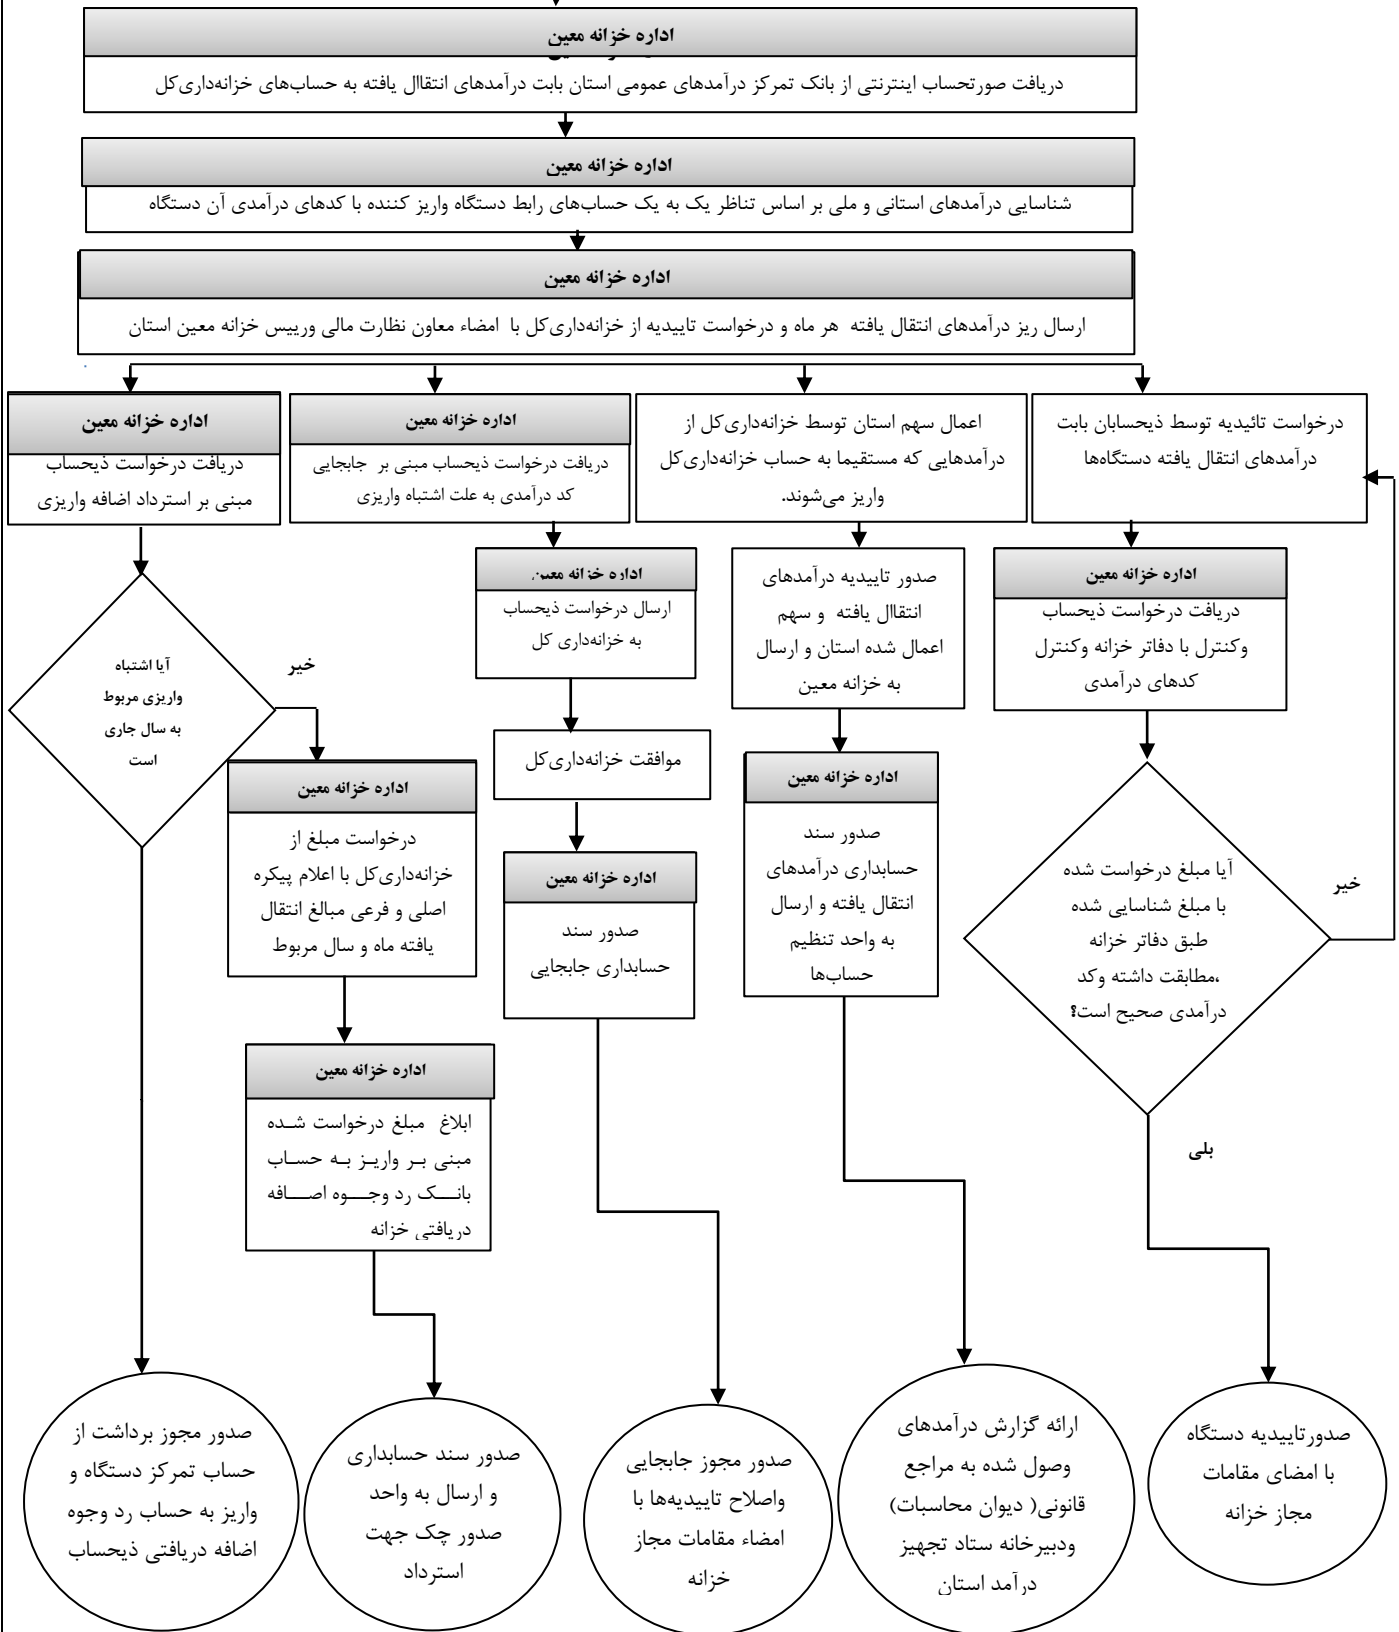 اداره خزانه معین
دریافت صورتحساب اینترنتی از بانک تمرکز درآمدهای عمومی استان بابت درآمدهای انتقاال یافته به حساب‌های خزانه‌داری‌کل
اداره خزانه معین
شناسایی درآمدهای استانی و ملی بر اساس تناظر یک به یک حساب‌های رابط دستگاه واریز کننده با کدهای درآمدی آن دستگاه
اداره خزانه معین
ارسال ریز درآمدهای انتقال یافته هر ماه و درخواست تاییدیه از خزانه‌داری‌کل با امضاء معاون نظارت مالی ورییس خزانه معین استان
درخواست تائیدیه توسط ذیحسابان بابت
درآمدهای انتقال یافته دستگاه‌ها
اداره خزانه معین
دریافت درخواست ذیحساب
وکنترل با دفاتر خزانه وکنترل
کدهای درآمدی
آیا مبلغ درخواست شده
با مبلغ شناسایی شده
طبق دفاتر خزانه
،مطابقت داشته وکد
درآمدی صحیح است؟
خیر
بلی
صدورتاییدیه دستگاه
با امضای مقامات
مجاز خزانه
اعمال سهم استان توسط خزانه‌داری‌کل از
درآمدهایی که مستقیما به حساب خزانه‌داری‌کل
واریز می‌شوند.
صدور تاییدیه درآمدهای
انتقاال یافته و سهم
اعمال شده استان و ارسال
به خزانه معین
اداره خزانه معین
صدور سند
حسابداری درآمدهای
انتقال یافته و ارسال
به واحد تنظیم
حساب‌ها
ارائه گزارش درآمدهای
وصول شده به مراجع
قانونی( دیوان محاسبات)
ودبیرخانه ستاد تجهیز
درآمد استان
اداره خزانه معین
دریافت درخواست ذیحساب مبنی بر جابجایی
کد درآمدی به علت اشتباه واریزی
اداره خزانه معین
ارسال درخواست ذیحساب
به خزانه‌داری کل
موافقت خزانه‌داری‌کل
اداره خزانه معین
صدور سند
حسابداری جابجایی
صدور مجوز جابجایی
واصلاح تاییدیه‌ها با
امضاء مقامات مجاز
خزانه
اداره خزانه معین
دریافت درخواست ذیحساب
مبنی بر استرداد اضافه واریزی
آیا اشتباه
واریزی مربوط
به سال جاری
است
خیر
اداره خزانه معین
درخواست مبلغ از
خزانه‌داری‌کل با اعلام پیکره
اصلی و فرعی مبالغ انتقال
یافته ماه و سال مربوط
اداره خزانه معین
ابلاغ مبلغ درخواست شـده
مبنی بـر واریـز بـه حسـاب
بانــک رد وجــوه اضــافه
دریافتی خزانه
صدور سند حسابداری
و ارسال به واحد
صدور چک جهت
استرداد
صدور مجوز برداشت از
حساب تمرکز دستگاه و
واریز به حساب رد وجوه
اضافه دریافتی ذیحساب